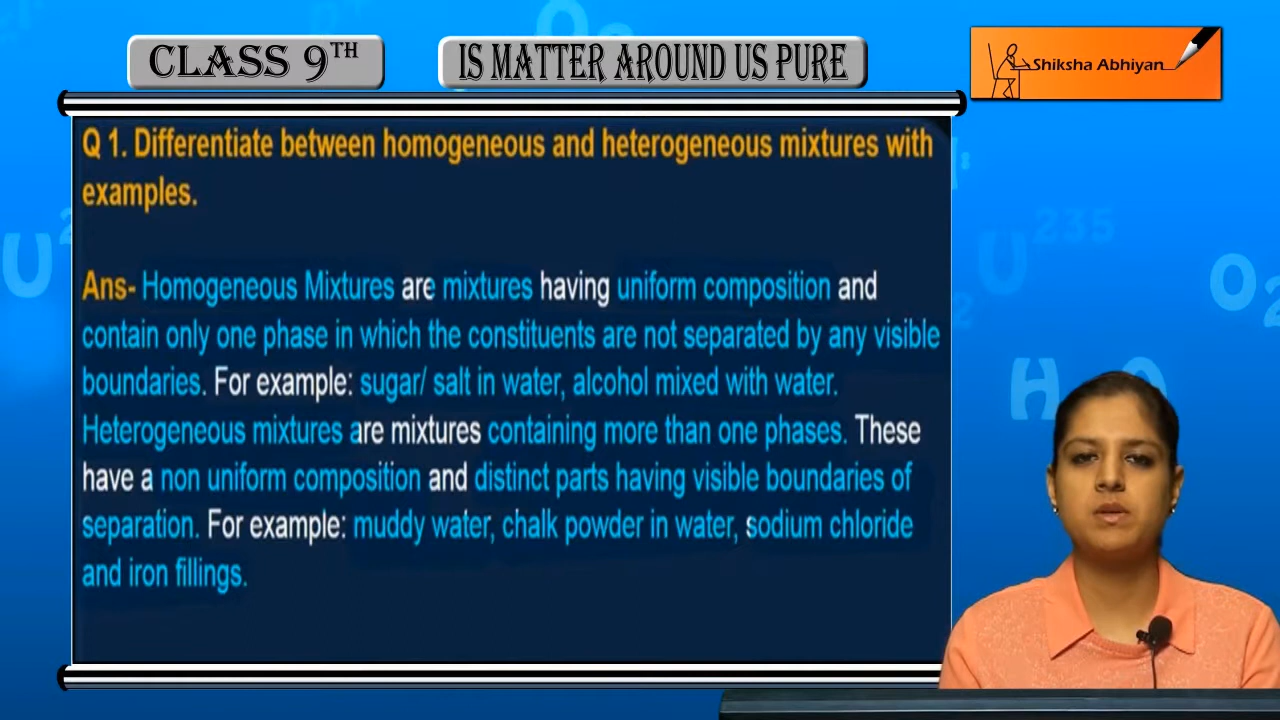 CLASS 9TH
IS MATTER AROUND US PURE
Shiksha Abhiyan
Q 1. Differentiate between homogeneous and heterogeneous mixtures with
examples.
Ans- Homogeneous Mixtures are mixtures having uniform composition and
contain only one phase in which the constituents are not separated by any visible
boundaries. For example: sugar/ salt in water, alcohol mixed with water.
Heterogeneous mixtures are mixtures containing more than one phases. These
have a non uniform composition and distinct parts having visible boundaries of
separation. For example: muddy water, chalk powder in water, sodium chloride
and iron fillings.
U 235
O2